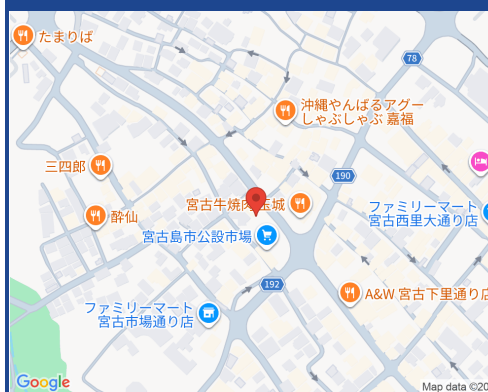 たまりば
78
沖縄やんばるアグー
しゃぶしゃぶ 嘉福
三四郎
190
宮古牛焼肉 玉城
ファミリーマート
宮古西里大通り店
酔仙
宮古島市公設市場
192
A&W 宮古下里通り店
ファミリーマート
宮古市場通り店
Google
Map data ©20